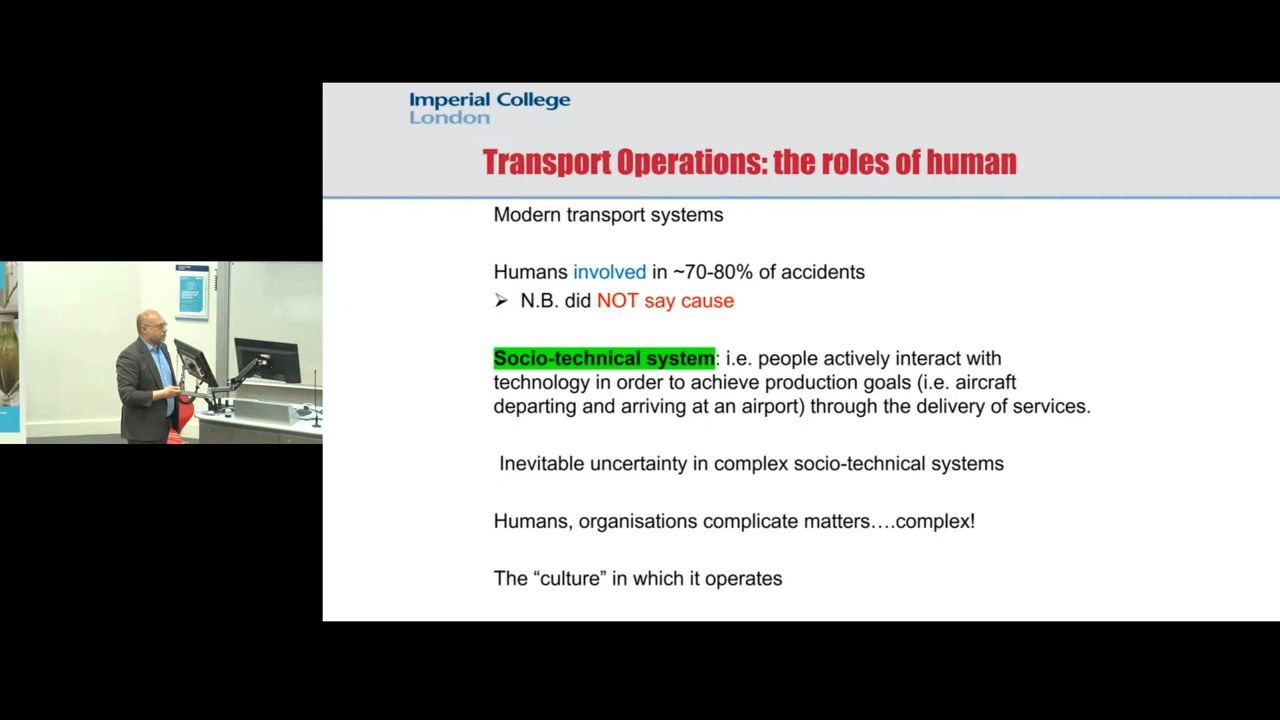 Imperial College
London
Transport Operations: the roles of human
Modern transport systems
Humans involved in ~70-80% of accidents
➢ N.B. did NOT say cause
Socio-technical system: i.e. people actively interact with
technology in order to achieve production goals (i.e. aircraft
departing and arriving at an airport) through the delivery of services.
Inevitable uncertainty in complex socio-technical systems
Humans, organisations complicate matters….complex!
The “culture” in which it operates